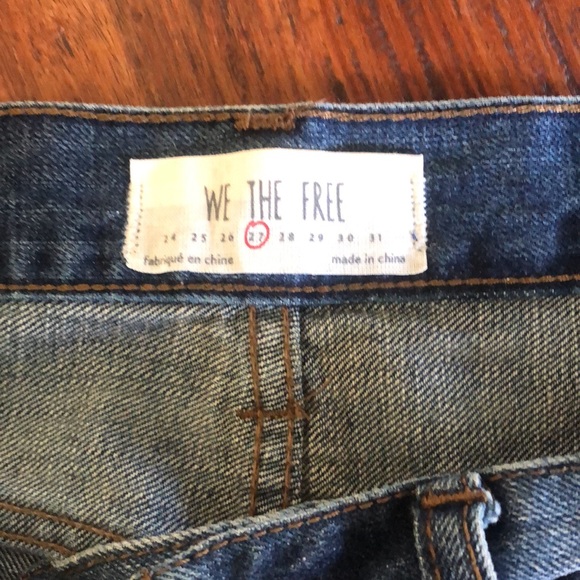 WE THE FREE
24 25 26 27 28 29 30 31
fabriqué en chine made in china